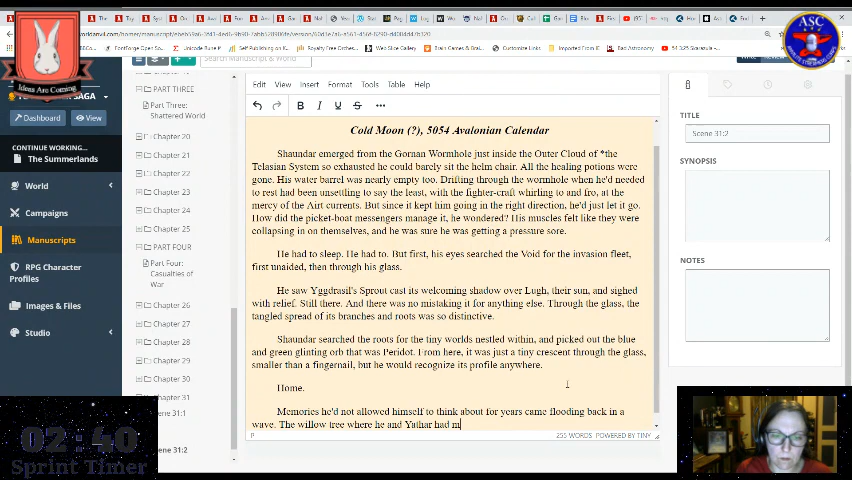 ASC
Ideas Are Coming
SAGA
Dashboard
View
CONTINUE WORKING...
The Summerlands
World
Campaigns
Manuscripts
RPG Character
Profiles
Images & Files
Studio
02:40
Sprint Timer
PART THREE:
Part Three:
Shattered World
Chapter 20
Chapter 21
Chapter 22
Chapter 23
Chapter 24
Chapter 25
PART FOUR
Part Four:
Casualties of
War
Chapter 26
Chapter 27
Chapter 28
Chapter 29
Chapter 30
Chapter 31
Scene 31:1
Scene 31:2
Edit View Insert Format Tools Table Help
B I U S
Cold Moon (?), 5054 Avalonian Calendar
Shaundar emerged from the Gornan Wormhole just inside the Outer Cloud of *the
Telasian System so exhausted he could barely sit the helm chair. All the healing potions were
gone. His water barrel was nearly empty too. Drifting through the wormhole when he'd needed
to rest had been unsettling to say the least, with the fighter-craft whirling to and fro, at the
mercy of the Airt currents. But since it kept him going in the right direction, he'd just let it go.
How did the picket-boat messengers manage it, he wondered? His muscles felt like they were
collapsing in on themselves, and he was sure he was getting a pressure sore.
He had to sleep. He had to. But first, his eyes searched the Void for the invasion fleet,
first unaided, then through his glass.
He saw Yggdrasil's Sprout cast its welcoming shadow over Lugh, their sun, and sighed
with relief. Still there. And there was no mistaking it for anything else. Through the glass, the
tangled spread of its branches and roots was so distinctive.
Shaundar searched the roots for the tiny worlds nestled within, and picked out the blue
and green glinting orb that was Peridot. From here, it was just a tiny crescent through the glass,
smaller than a fingernail, but he would recognize its profile anywhere.
Home.
Memories he'd not allowed himself to think about for years came flooding back in a
wave. The willow tree where he and Yathar had m
P
255 WORDS POWERED BY TINY
TITLE
Scene 31:2
SYNOPSIS
NOTES